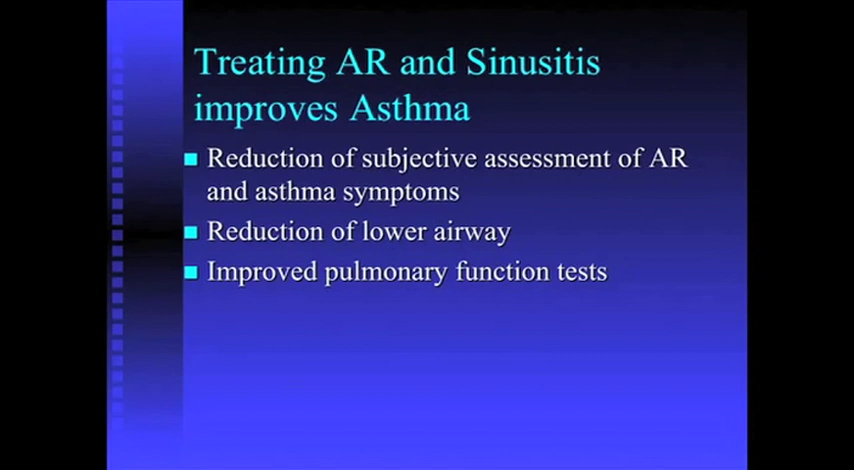 Treating AR and Sinusitis
improves Asthma
Reduction of subjective assessment of AR
and asthma symptoms
Reduction of lower airway
Improved pulmonary function tests